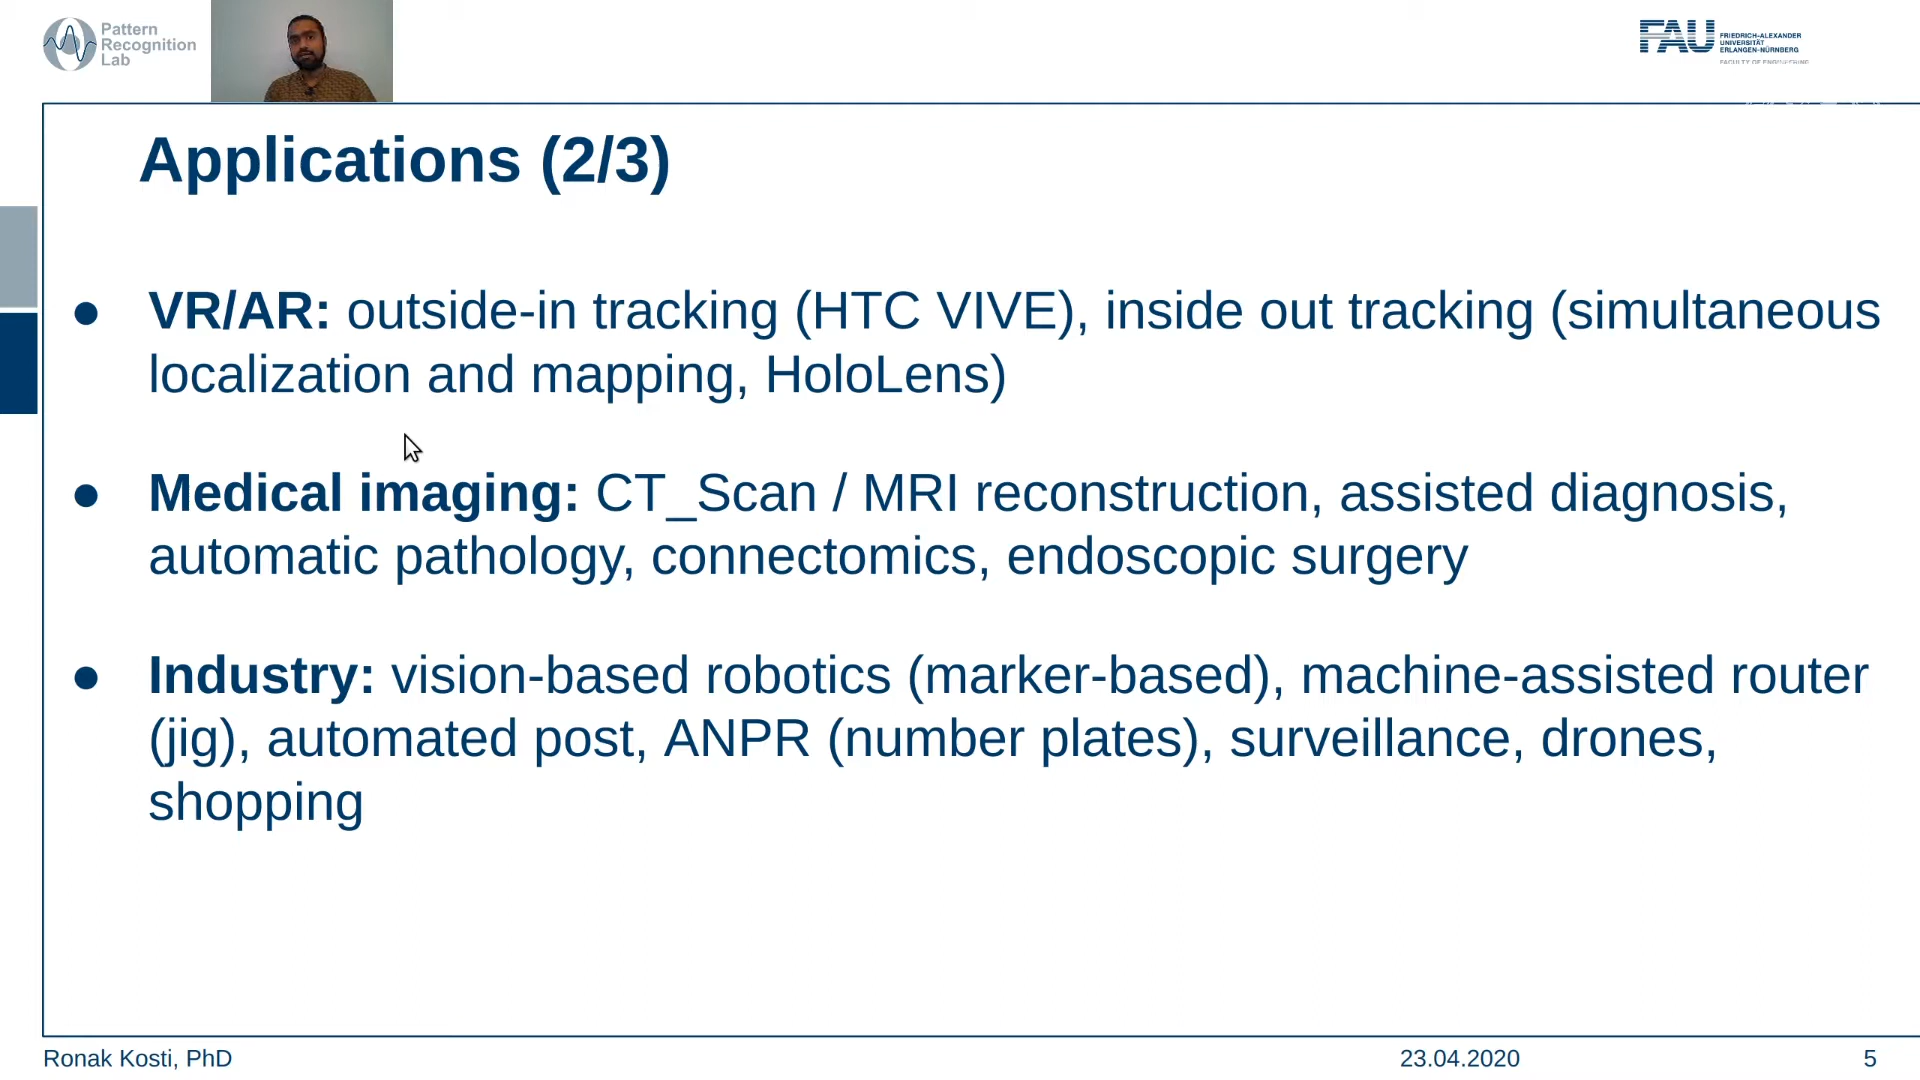 Pattern
Recognition
Lab
FAU
FRIEDRICH-ALEXANDER
UNIVERSITÄT
ERLANGEN-NÜRNBERG
FACULTY OF ENGINEERING
Applications (2/3)
● VR/AR: outside-in tracking (HTC VIVE), inside out tracking (simultaneous
localization and mapping, HoloLens)
● Medical imaging: CT_Scan / MRI reconstruction, assisted diagnosis,
automatic pathology, connectomics, endoscopic surgery
● Industry: vision-based robotics (marker-based), machine-assisted router
(jig), automated post, ANPR (number plates), surveillance, drones,
shopping
Ronak Kosti, PhD 23.04.2020 5